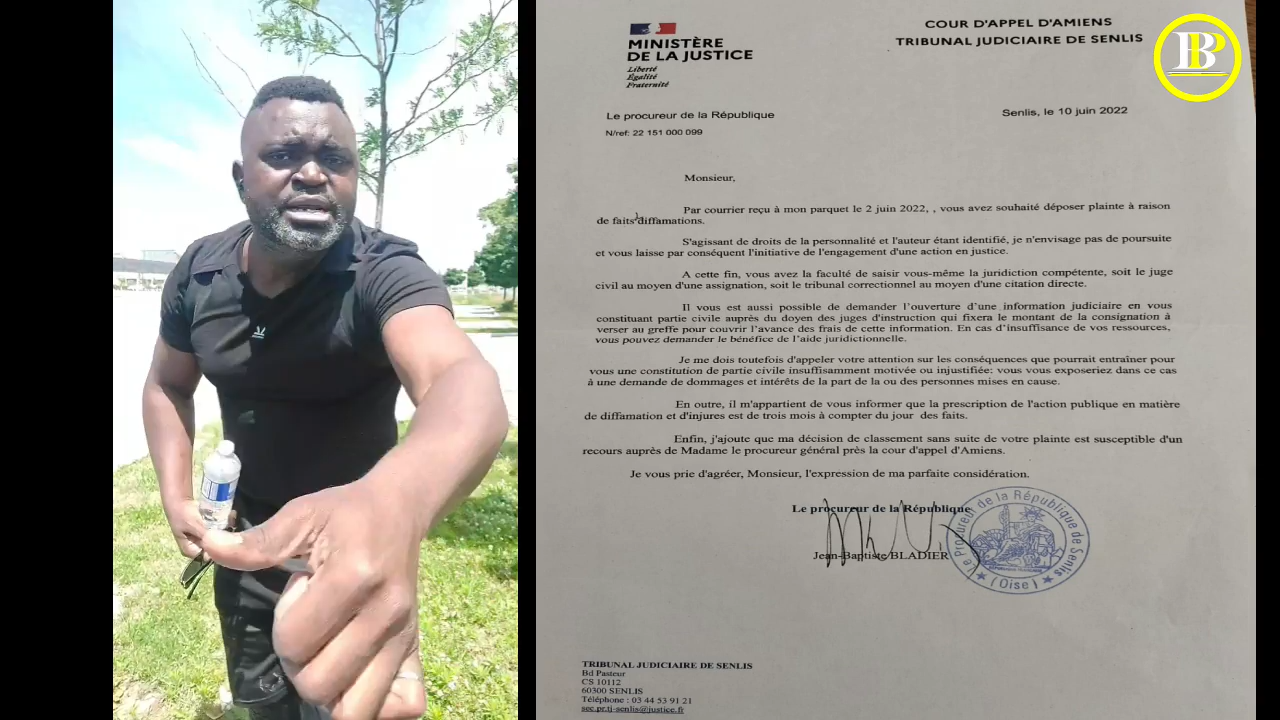 BP
MINISTÈRE
DE LA JUSTICE
Liberté
Égalité
Fraternité
COUR D'APPEL D'AMIENS
TRIBUNAL JUDICIAIRE DE SENLIS
Le procureur de la République
N/ref: 22 151 000 099
Senlis, le 10 juin 2022
Monsieur,
Par courrier reçu à mon parquet le 2 juin 2022, , vous avez souhaité déposer plainte à raison
de faits diffamations.
S'agissant de droits de la personnalité et l'auteur étant identifié, je n'envisage pas de poursuite
et vous laisse par conséquent l'initiative de l'engagement d'une action en justice.
A cette fin, vous avez la faculté de saisir vous-même la juridiction compétente, soit le juge
civil au moyen d'une assignation, soit le tribunal correctionnel au moyen d'une citation directe.
Il vous est aussi possible de demander l'ouverture d'une information judiciaire en vous
constituant partie civile auprès du doyen des juges d'instruction qui fixera le montant de la consignation à
verser au greffe pour couvrir l'avance des frais de cette information. En cas d'insuffisance de vos ressources,
vous pouvez demander le bénéfice de l'aide juridictionnelle.
Je me dois toutefois d'appeler votre attention sur les conséquences que pourrait entraîner pour
vous une constitution de partie civile insuffisamment motivée ou injustifiée: vous vous exposeriez dans ce cas
à une demande de dommages et intérêts de la part de la ou des personnes mises en cause.
En outre, il m'appartient de vous informer que la prescription de l'action publique en matière
de diffamation et d'injures est de trois mois à compter du jour des faits.
Enfin, j'ajoute que ma décision de classement sans suite de votre plainte est susceptible d'un
recours auprès de Madame le procureur général près la cour d'appel d'Amiens.
Je vous prie d'agréer, Monsieur, l'expression de ma parfaite considération.
Le procureur de la République
Jean-Baptiste BLADIER
Le Procureur de la République de Senlis
(Oise)
TRIBUNAL JUDICIAIRE DE SENLIS
Bd Pasteur
CS 10112
60300 SENLIS
Téléphone : 03 44 53 91 21
sec.pr.tj-senlis@justice.fr